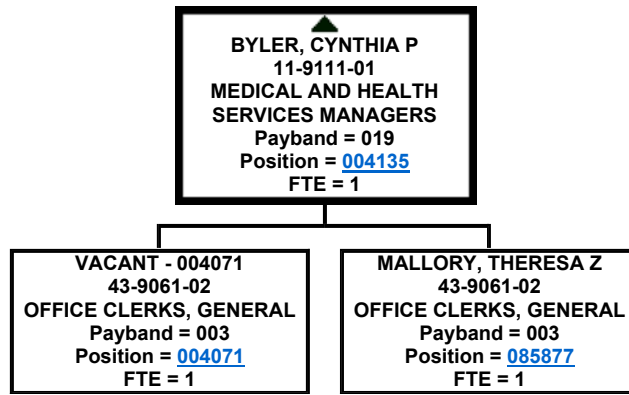 BYLER, CYNTHIA P
11-9111-01
MEDICAL AND HEALTH
SERVICES MANAGERS
Payband = 019
Position = 004135
FTE = 1
VACANT - 004071
43-9061-02
OFFICE CLERKS, GENERAL
Payband = 003
Position = 004071
FTE = 1
MALLORY, THERESA Z
43-9061-02
OFFICE CLERKS, GENERAL
Payband = 003
Position = 085877
FTE = 1